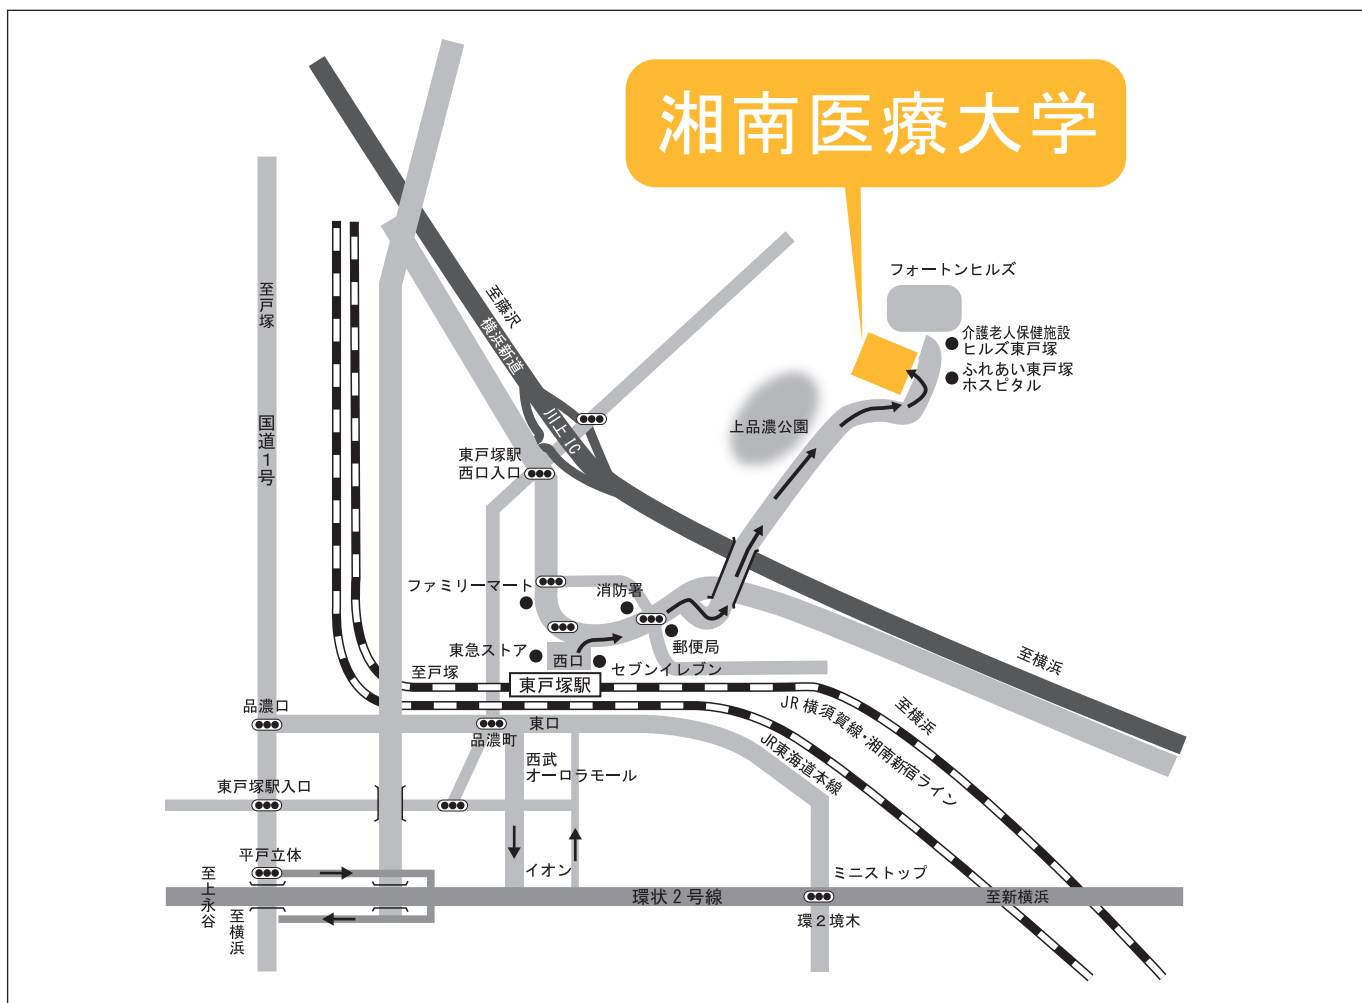 湘南医療大学
フォートンヒルズ
介護老人保健施設
ヒルズ東戸塚
ふれあい東戸塚
ホスピタル
至戸塚
至藤沢
横浜新道
国道1号
川上IC
上品濃公園
東戸塚駅
西口入口
ファミリーマート
消防署
郵便局
東急ストア
西口
セブンイレブン
至戸塚
東戸塚駅
至横浜
至横浜
JR横須賀線・湘南新宿ライン
JR東海道本線
品濃口
東口
品濃町
西武
オーロラモール
東戸塚駅入口
平戸立体
イオン
ミニストップ
至上永谷
環状2号線
至新横浜
至横浜
環2境木